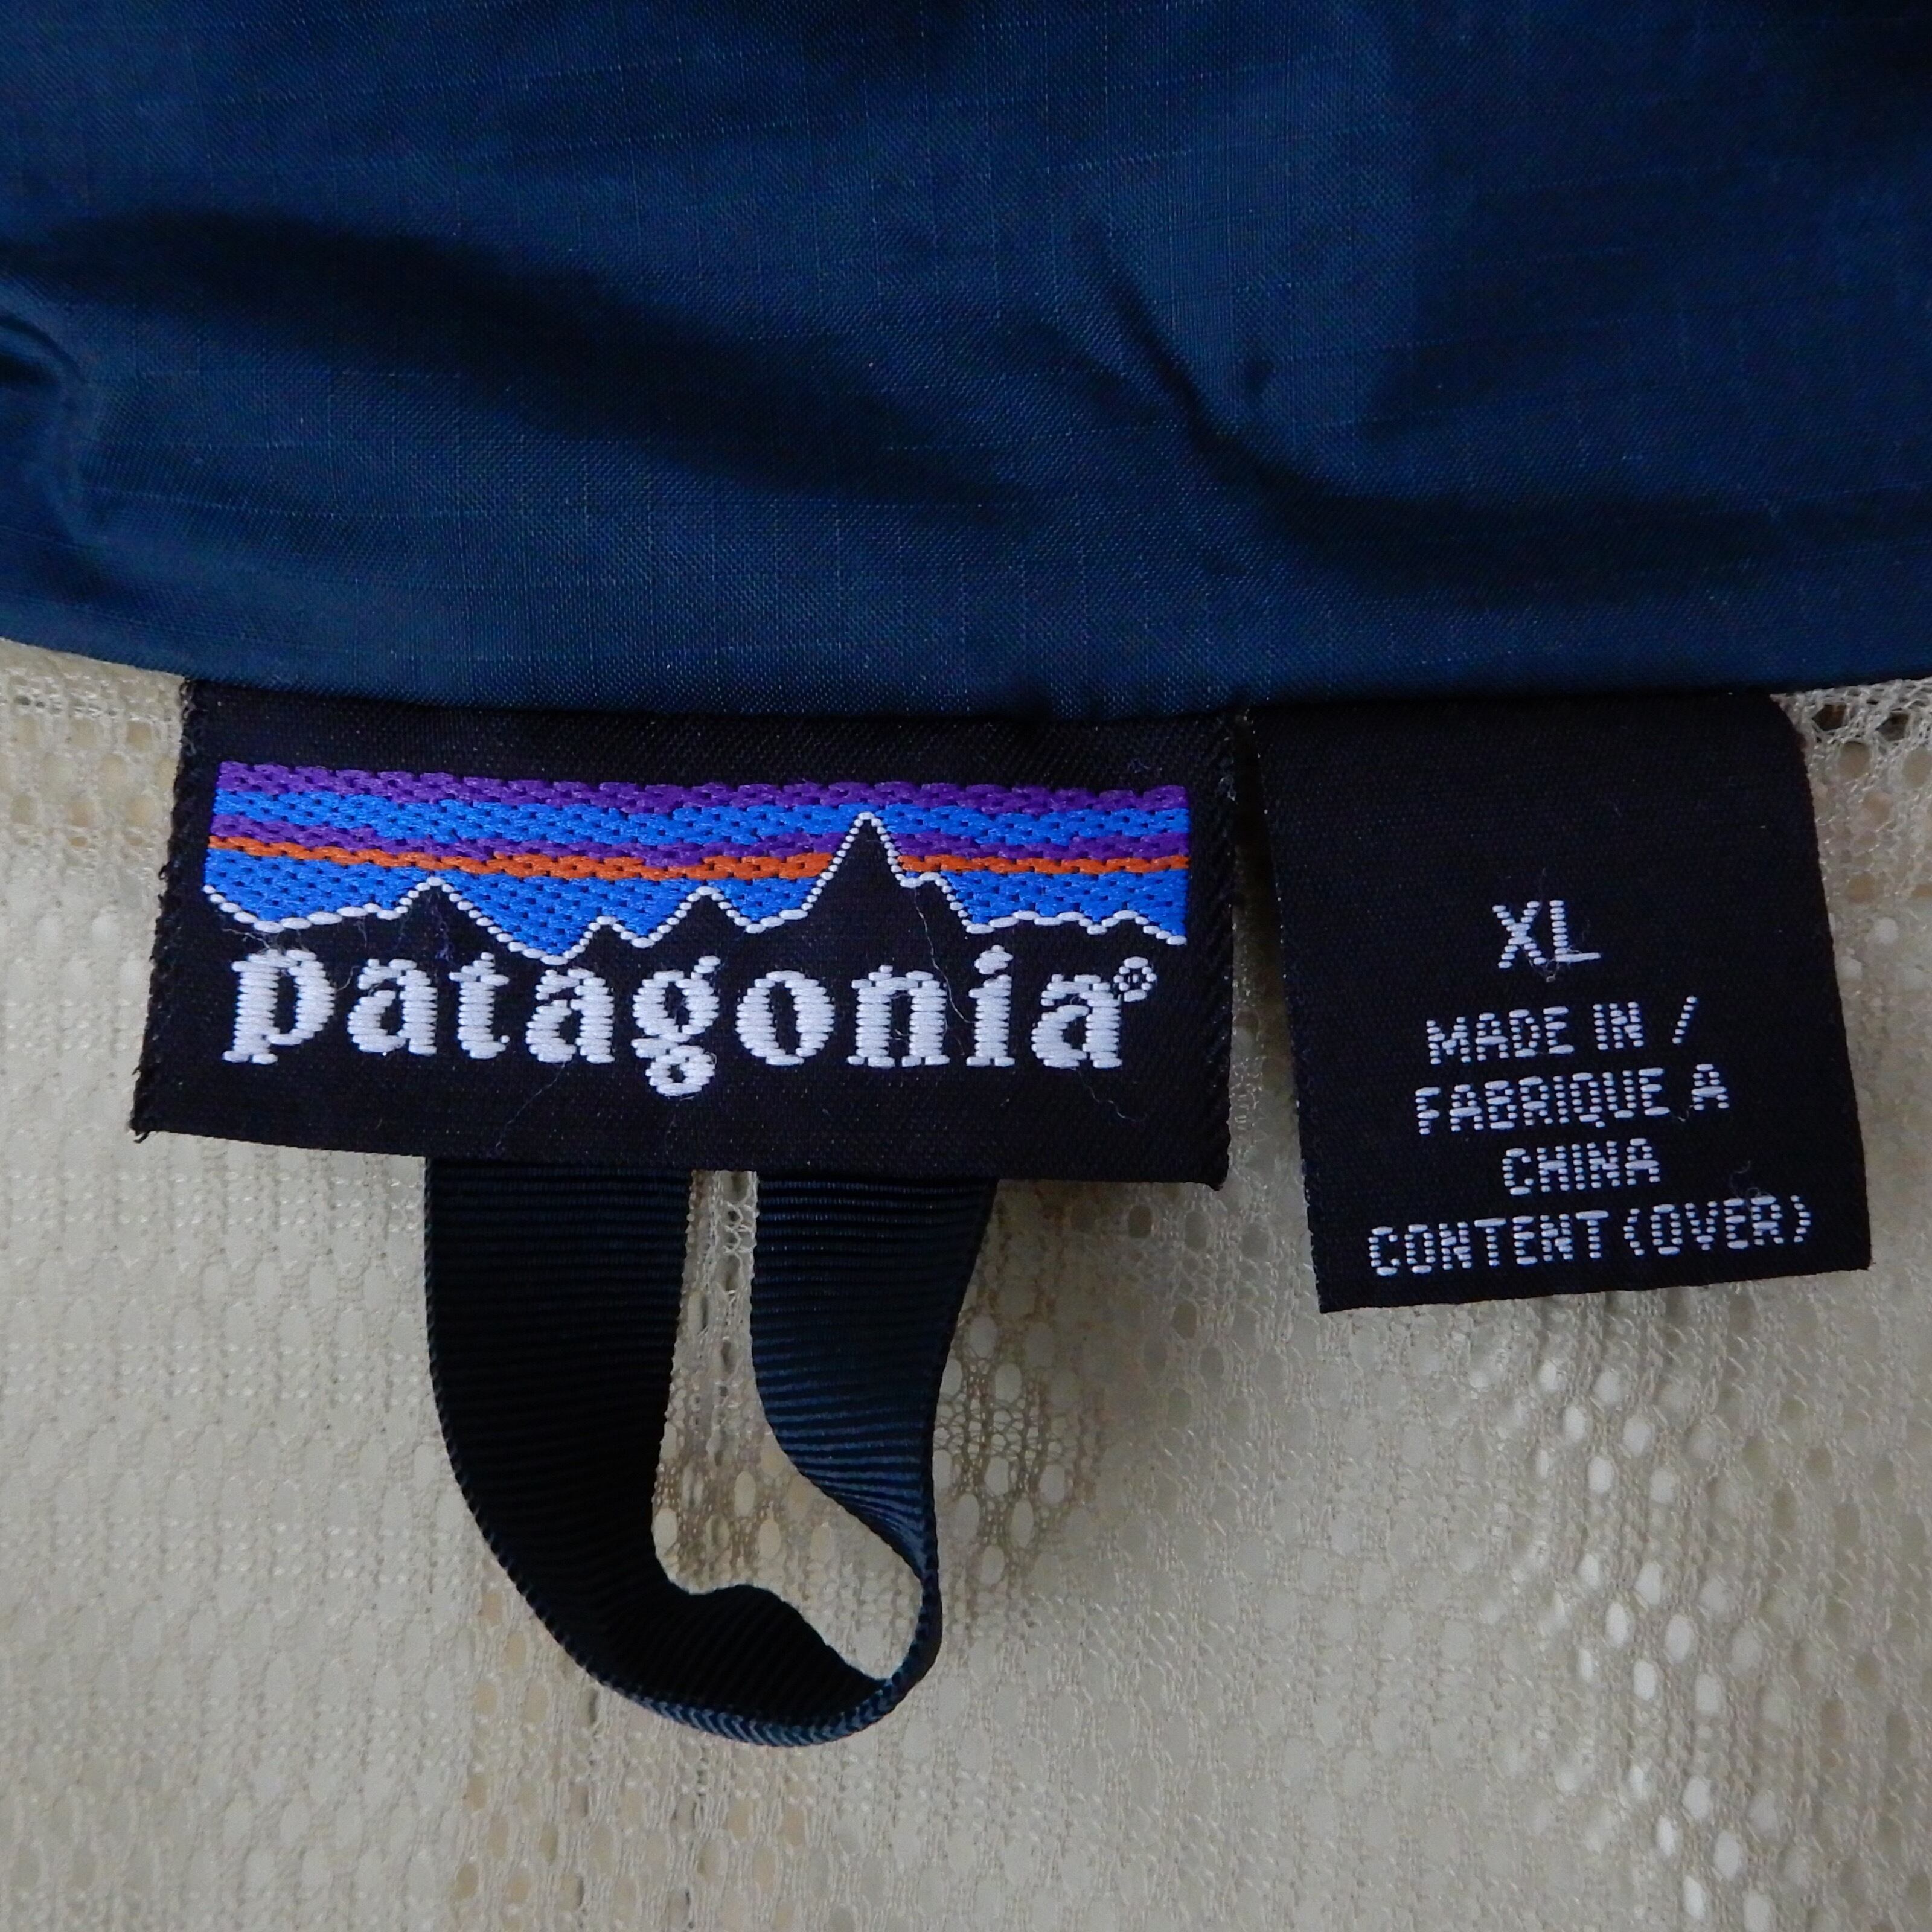 patagonia®
XL
MADE IN /
FABRIQUE A
CHINA
CONTENT (OVER)